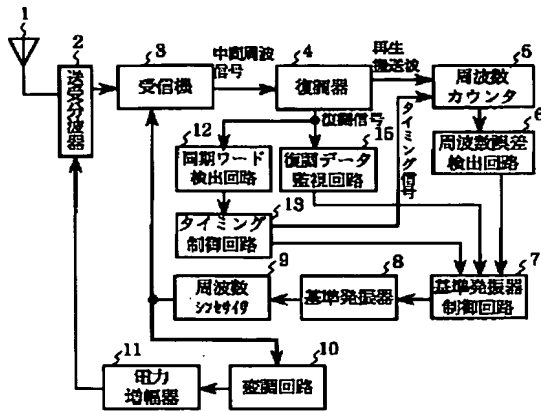 1
2
送受分波器
3
受信機
中間周波
信号
4
復調器
再生
搬送波
5
周波数
カウンタ
6
周波数誤差
検出回路
復調信号
タイミング信号
12
同期ワード
検出回路
15
復調データ
監視回路
13
タイミング
制御回路
9
周波数
シンセサイザ
8
基準発振器
7
基準発振器
制御回路
11
電力
増幅器
10
変調回路